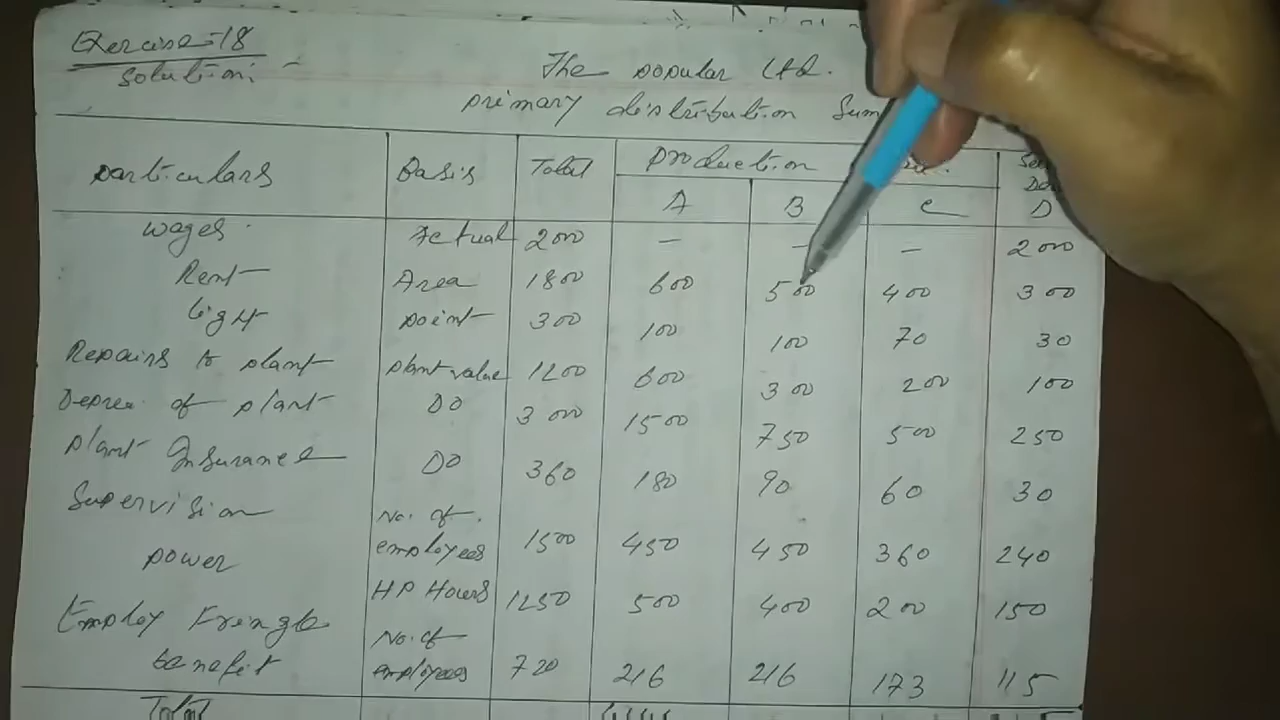 Exercise-18
Solution:-
The popular Ltd.
primary distribution Sum
Particulars Basis Total Production
A B C D
wages. Actual 2000 — — — 2000
Rent Area 1800 600 500 400 300
Light point 300 100 100 70 30
Repairs to plant plant value 1200 600 300 200 100
Deprec. of plant DO 3000 1500 750 500 250
plant Insurance DO 360 180 90 60 30
Supervision No. of employees 1500 450 450 360 240
power HP Hours 1250 500 400 200 150
Employ Fringle benefit No. of employees 720 216 216 173 115
Total